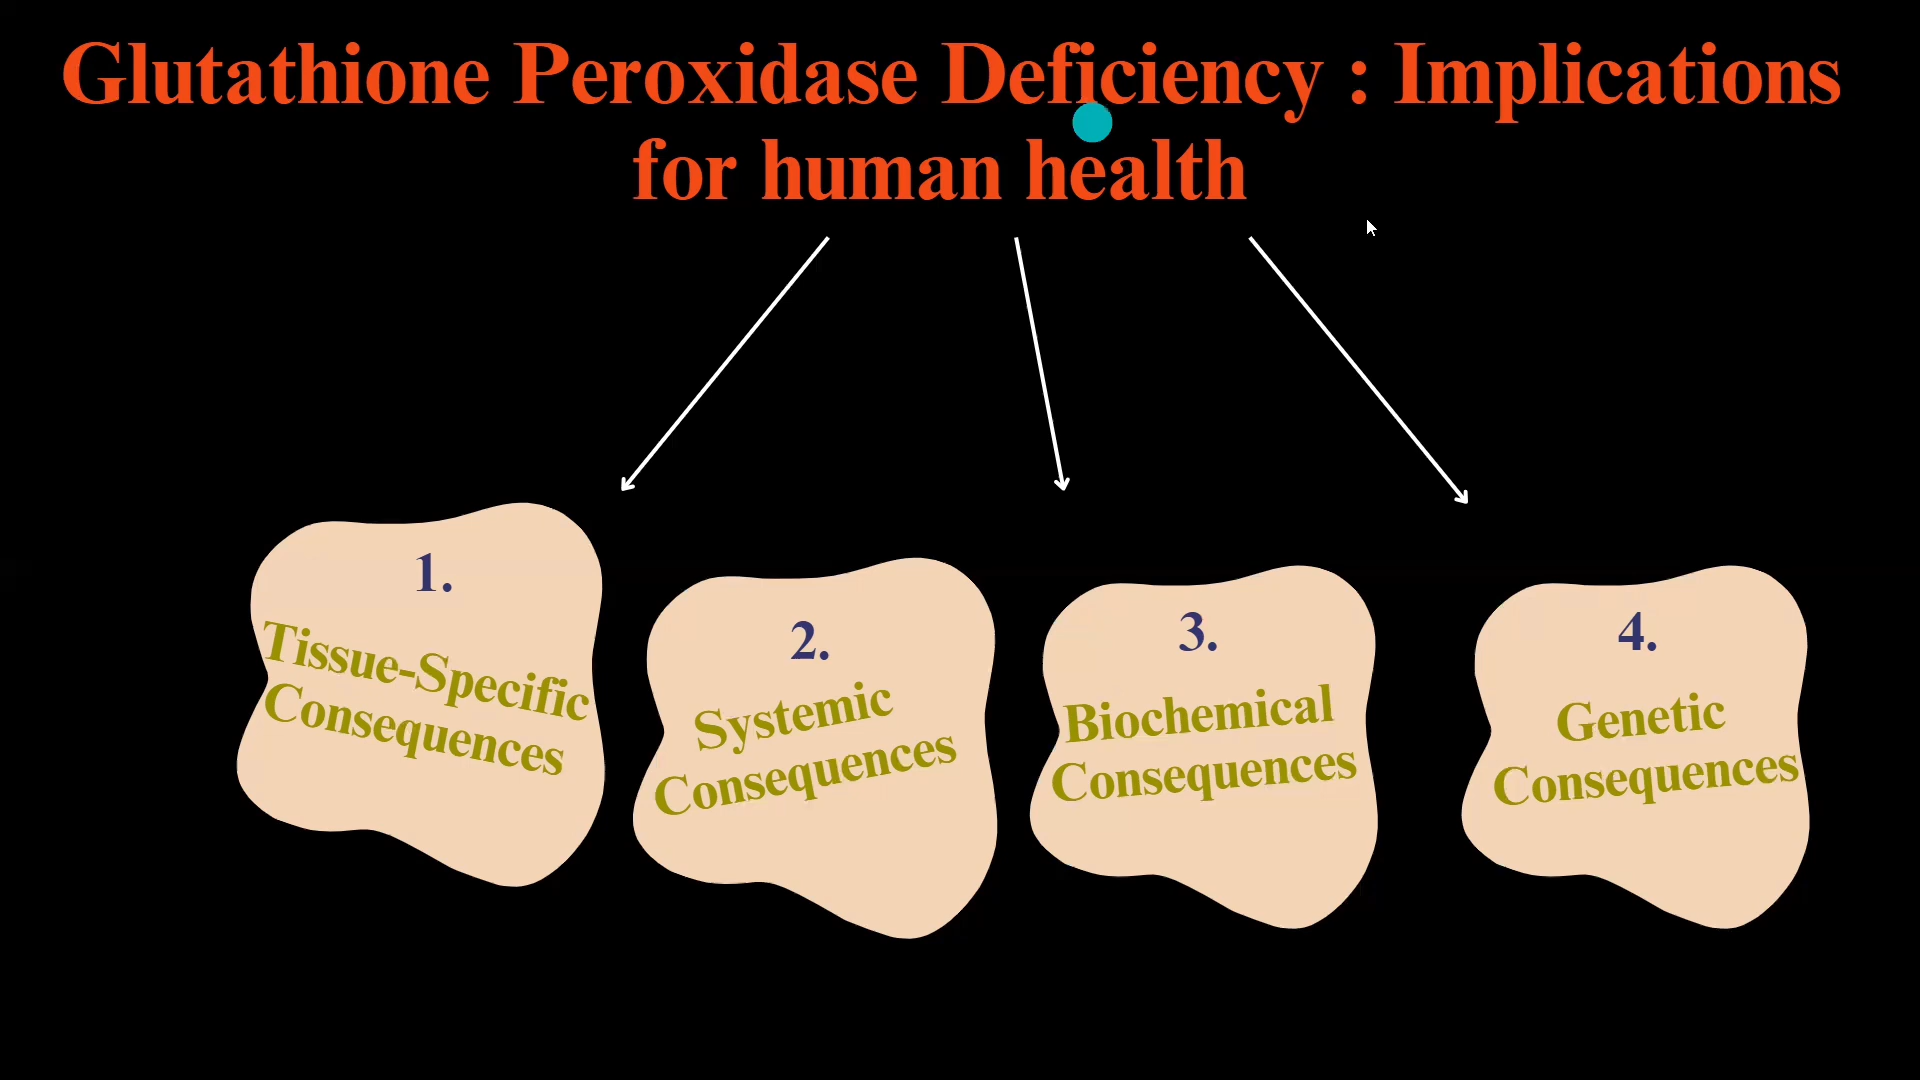 Glutathione Peroxidase Deficiency : Implications
for human health
1.
Tissue-Specific
Consequences
2.
Systemic
Consequences
3.
Biochemical
Consequences
4.
Genetic
Consequences